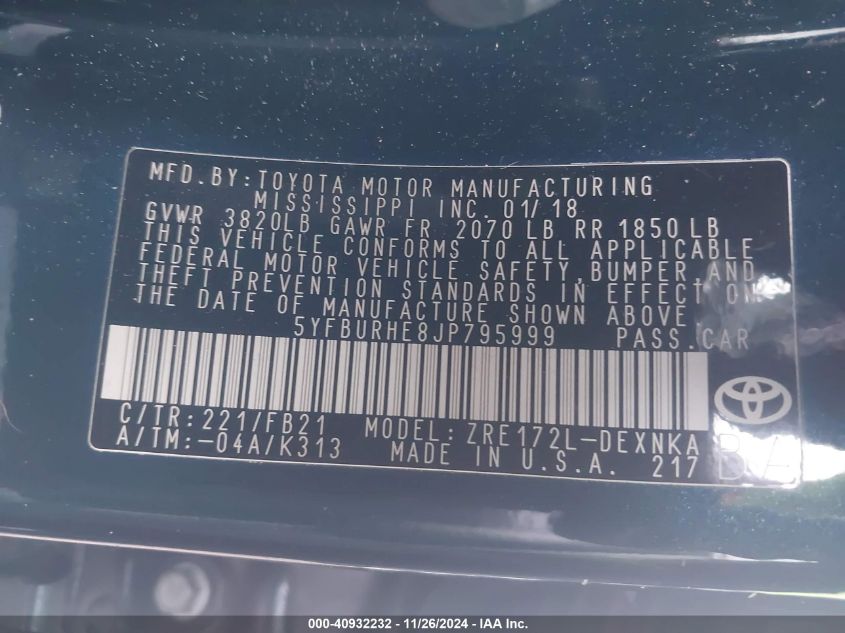 MFD.BY:TOYOTA MOTOR MANUFACTURING
MISSISSIPPI INC. 01/18
GVWR 3820LB GAWR FR 2070 LB RR 1850LB
THIS VEHICLE CONFORMS TO ALL APPLICABLE
FEDERAL MOTOR VEHICLE SAFETY,BUMPER AND
THEFT PREVENTION STANDARDS IN EFFECT ON
THE DATE OF MANUFACTURE SHOWN ABOVE.
5YFBURHE8JP795999 PASS.CAR
C/TR:221/FB21 MODEL:ZRE172L-DEXNKA
A/TM:-04A/K313 MADE IN U.S.A. 217
BA
000-40932232 - 11/26/2024 - IAA Inc.